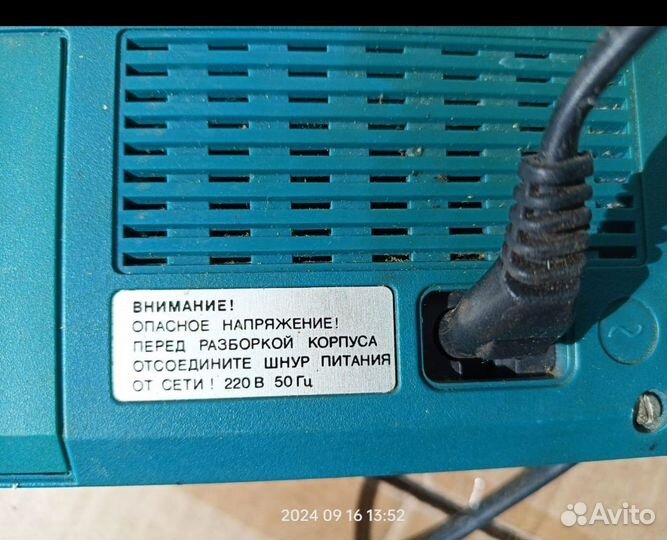 ВНИМАНИЕ!
ОПАСНОЕ НАПРЯЖЕНИЕ!
ПЕРЕД РАЗБОРКОЙ КОРПУСА
ОТСОЕДИНИТЕ ШНУР ПИТАНИЯ
ОТ СЕТИ! 220 В 50 Гц
2024 09 16 13:52
Avito